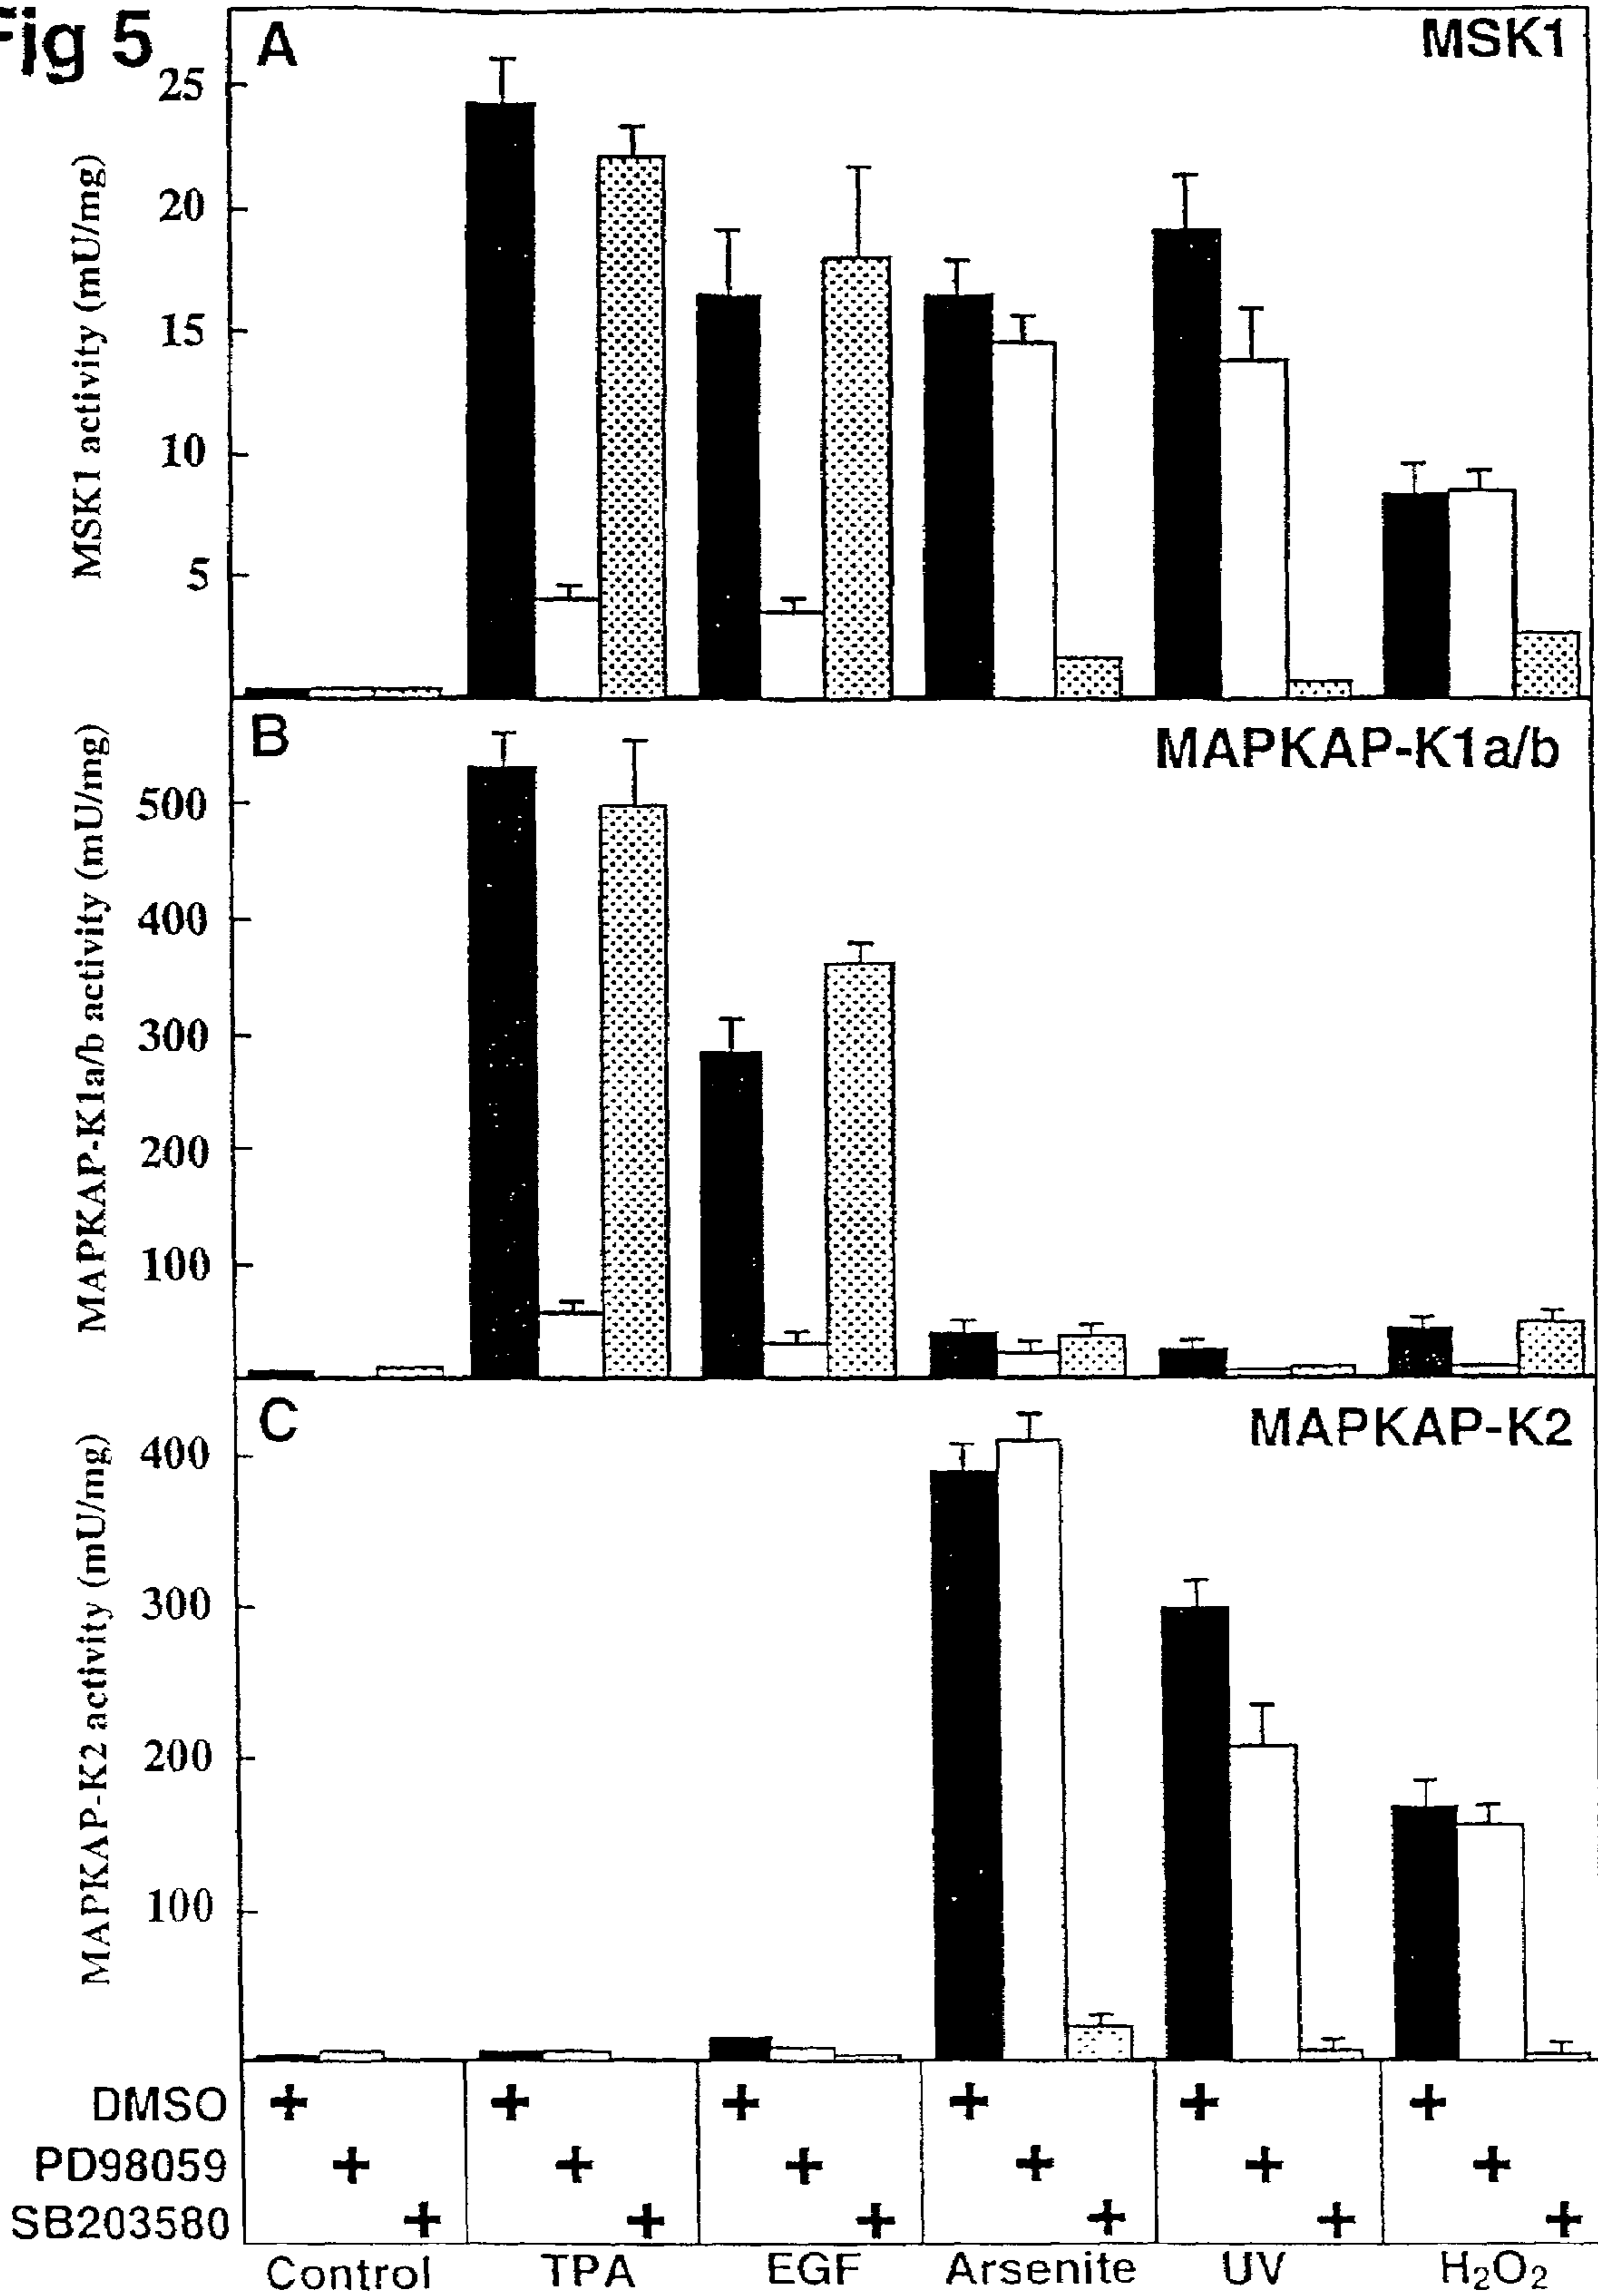 Fig 5
A
MSK1
MSK1 activity (mU/mg)
25
20
15
10
5
B
MAPKAP-K1a/b
MAPKAP-K1a/b activity (mU/mg)
500
400
300
200
100
C
MAPKAP-K2
MAPKAP-K2 activity (mU/mg)
400
300
200
100
DMSO + + + + + +
PD98059 + + + + + +
SB203580 + + + + + +
Control TPA EGF Arsenite UV H₂O₂